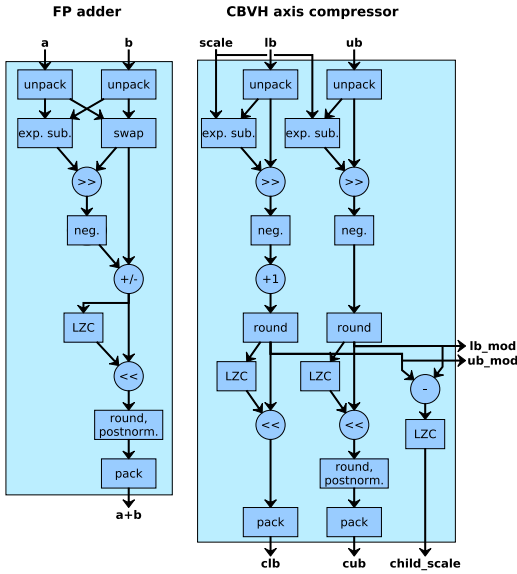 FP adder
a b
unpack unpack
exp. sub. swap
>>
neg.
+/-
LZC
<<
round,
postnorm.
pack
a+b
CBVH axis compressor
scale lb ub
unpack unpack
exp. sub. exp. sub.
>> >>
neg. neg.
+1
round round
lb_mod
ub_mod
LZC LZC -
<< << LZC
round,
postnorm.
pack pack
clb cub child_scale